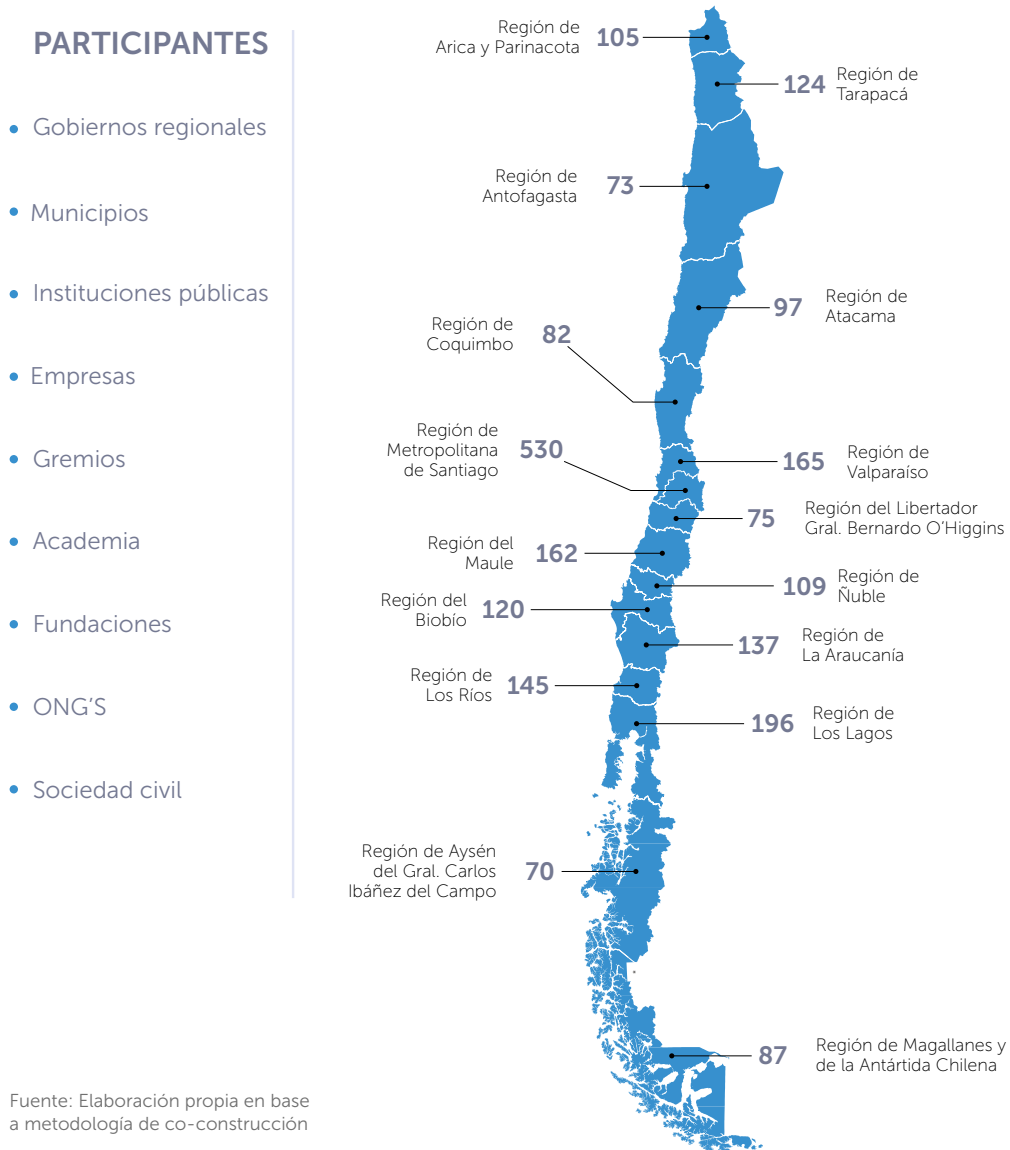 PARTICIPANTES
Gobiernos regionales
Municipios
Instituciones públicas
Empresas
Gremios
Academia
Fundaciones
ONG'S
Sociedad civil
Región de
Arica y Parinacota
105
124
Región de
Tarapacá
Región de
Antofagasta
73
97
Región de
Atacama
Región de
Coquimbo
82
Región de
Metropolitana
de Santiago
530
165
Región de
Valparaíso
75
Región del Libertador
Gral. Bernardo O'Higgins
Región del
Maule
162
109
Región de
Ñuble
Región del
Biobío
120
137
Región de
La Araucanía
Región de
Los Ríos
145
196
Región de
Los Lagos
Región de Aysén
del Gral. Carlos
Ibáñez del Campo
70
87
Región de Magallanes y
de la Antártida Chilena
Fuente: Elaboración propia en base
a metodología de co-construcción